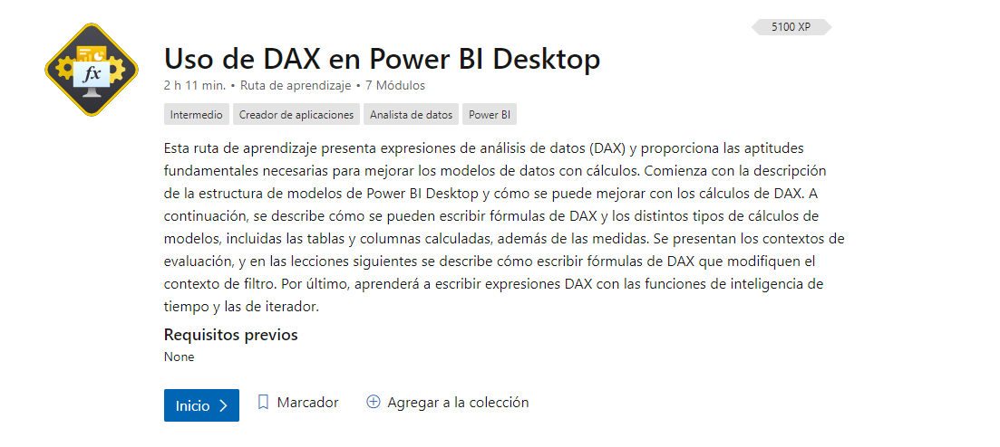 5100 XP
fx
Uso de DAX en Power BI Desktop
2 h 11 min. • Ruta de aprendizaje • 7 Módulos
Intermedio Creador de aplicaciones Analista de datos Power BI
Esta ruta de aprendizaje presenta expresiones de análisis de datos (DAX) y proporciona las aptitudes
fundamentales necesarias para mejorar los modelos de datos con cálculos. Comienza con la descripción
de la estructura de modelos de Power BI Desktop y cómo se puede mejorar con los cálculos de DAX. A
continuación, se describe cómo se pueden escribir fórmulas de DAX y los distintos tipos de cálculos de
modelos, incluidas las tablas y columnas calculadas, además de las medidas. Se presentan los contextos de
evaluación, y en las lecciones siguientes se describe cómo escribir fórmulas de DAX que modifiquen el
contexto de filtro. Por último, aprenderá a escribir expresiones DAX con las funciones de inteligencia de
tiempo y las de iterador.
Requisitos previos
None
Inicio Marcador Agregar a la colección